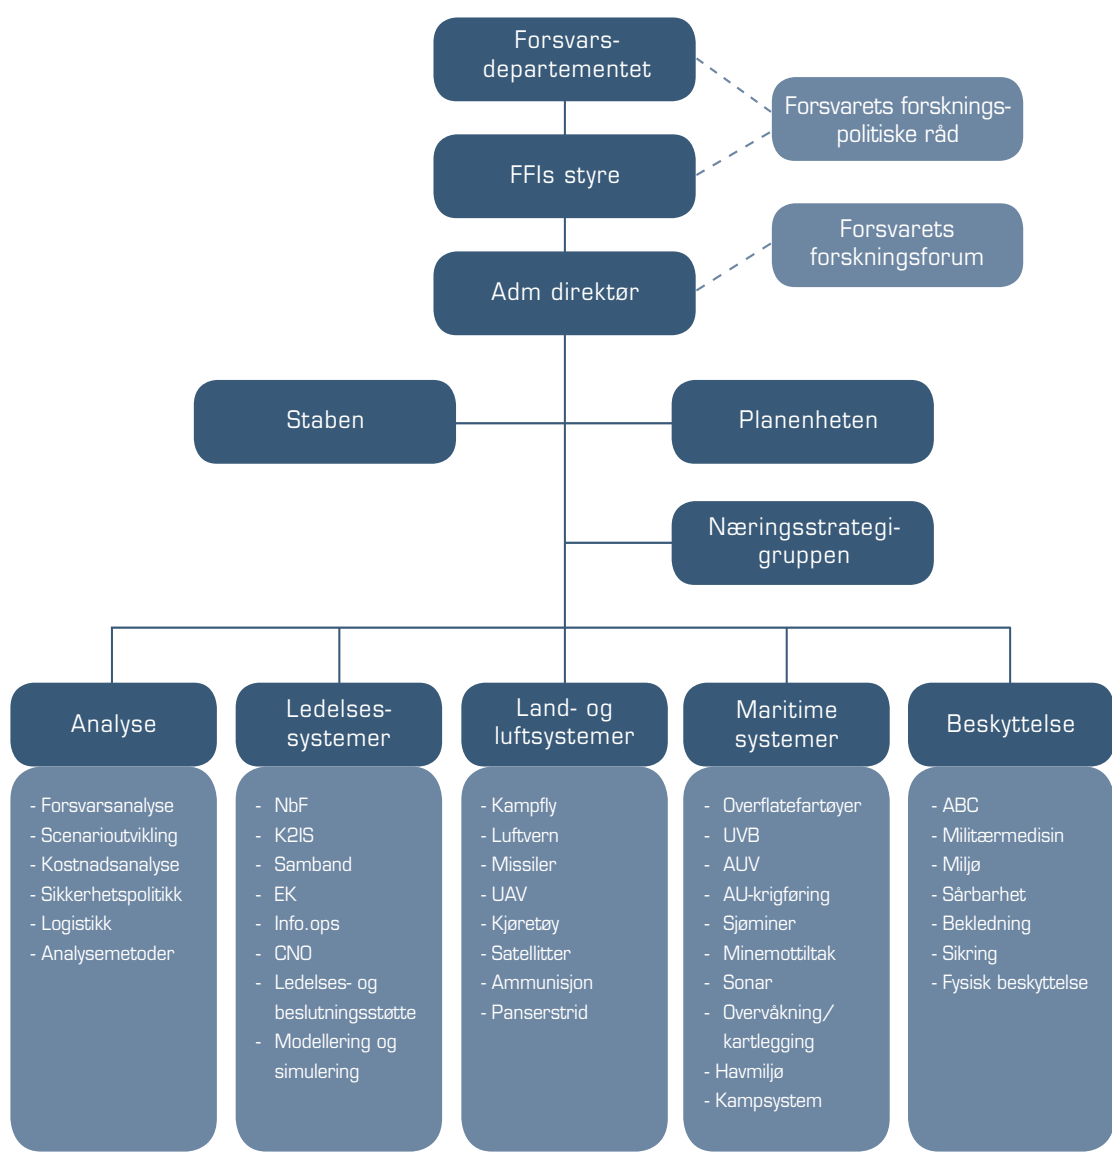 Forsvars-
departementet
Forsvarets forsknings-
politiske råd
FFIs styre
Forsvarets
forskningsforum
Adm direktør
Staben
Planenheten
Næringsstrategi-
gruppen
Analyse
- Forsvarsanalyse
- Scenarioutvikling
- Kostnadsanalyse
- Sikkerhetspolitikk
- Logistikk
- Analysemetoder
Ledelses-
systemer
- NbF
- K2IS
- Samband
- EK
- Info.ops
- CNO
- Ledelses- og
beslutningsstøtte
- Modellering og
simulering
Land- og
luftsystemer
- Kampfly
- Luftvern
- Missiler
- UAV
- Kjøretøy
- Satellitter
- Ammunisjon
- Panserstrid
Maritime
systemer
- Overflatefartøyer
- UVB
- AUV
- AU-krigføring
- Sjøminer
- Minemottiltak
- Sonar
- Overvåkning/
kartlegging
- Havmiljø
- Kampsystem
Beskyttelse
- ABC
- Militærmedisin
- Miljø
- Sårbarhet
- Bekledning
- Sikring
- Fysisk beskyttelse